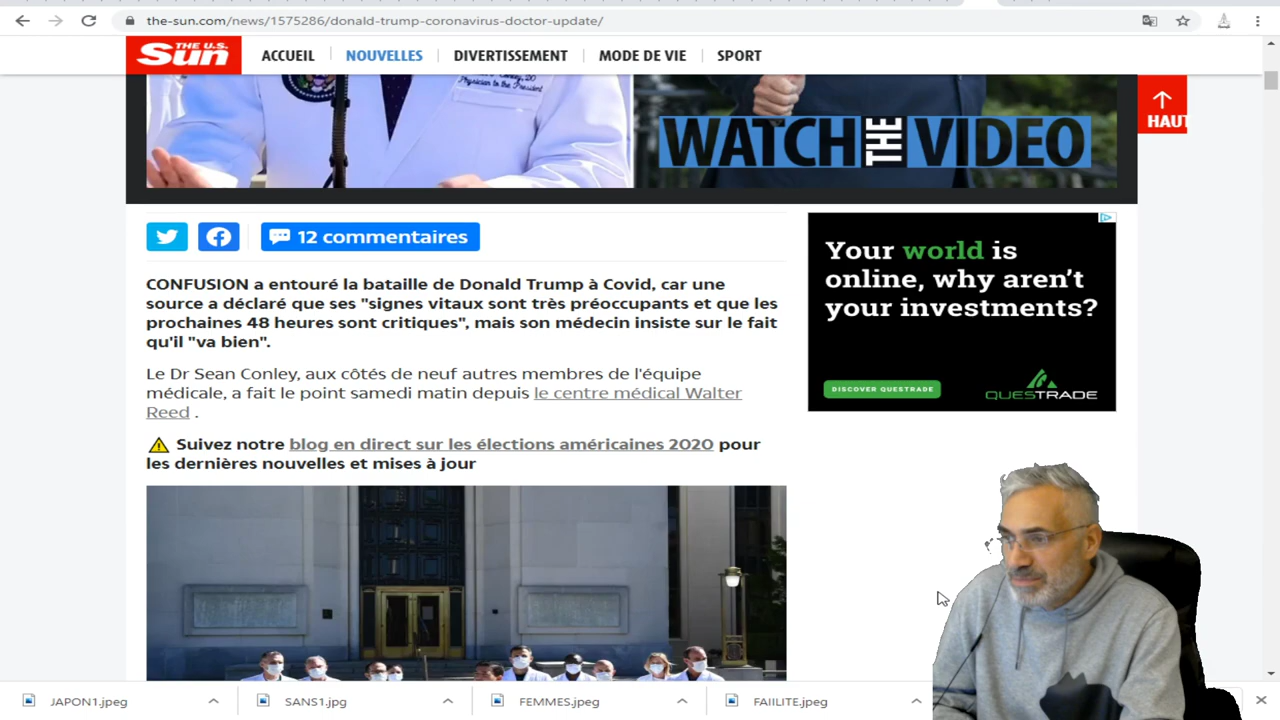 the-sun.com/news/1575286/donald-trump-coronavirus-doctor-update/
THE U.S. Sun
ACCUEIL NOUVELLES DIVERTISSEMENT MODE DE VIE SPORT
Conley, DO
Physician to the President
WATCH THE VIDEO
HAUT
12 commentaires
CONFUSION a entouré la bataille de Donald Trump à Covid, car une
source a déclaré que ses "signes vitaux sont très préoccupants et que les
prochaines 48 heures sont critiques", mais son médecin insiste sur le fait
qu'il "va bien".
Le Dr Sean Conley, aux côtés de neuf autres membres de l'équipe
médicale, a fait le point samedi matin depuis le centre médical Walter
Reed .
Suivez notre blog en direct sur les élections américaines 2020 pour
les dernières nouvelles et mises à jour
Your world is
online, why aren't
your investments?
DISCOVER QUESTRADE
QUESTRADE
JAPON1.jpeg SANS1.jpg FEMMES.jpeg FAIILITE.jpeg